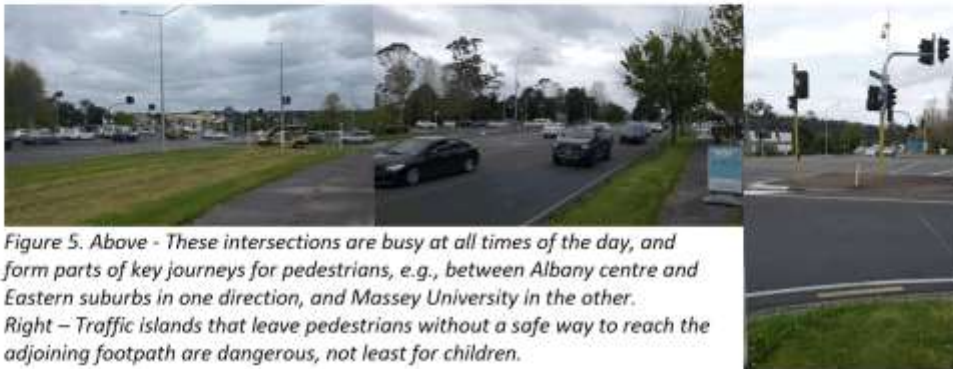 Figure 5. Above - These intersections are busy at all times of the day, and
form parts of key journeys for pedestrians, e.g., between Albany centre and
Eastern suburbs in one direction, and Massey University in the other.
Right – Traffic islands that leave pedestrians without a safe way to reach the
adjoining footpath are dangerous, not least for children.